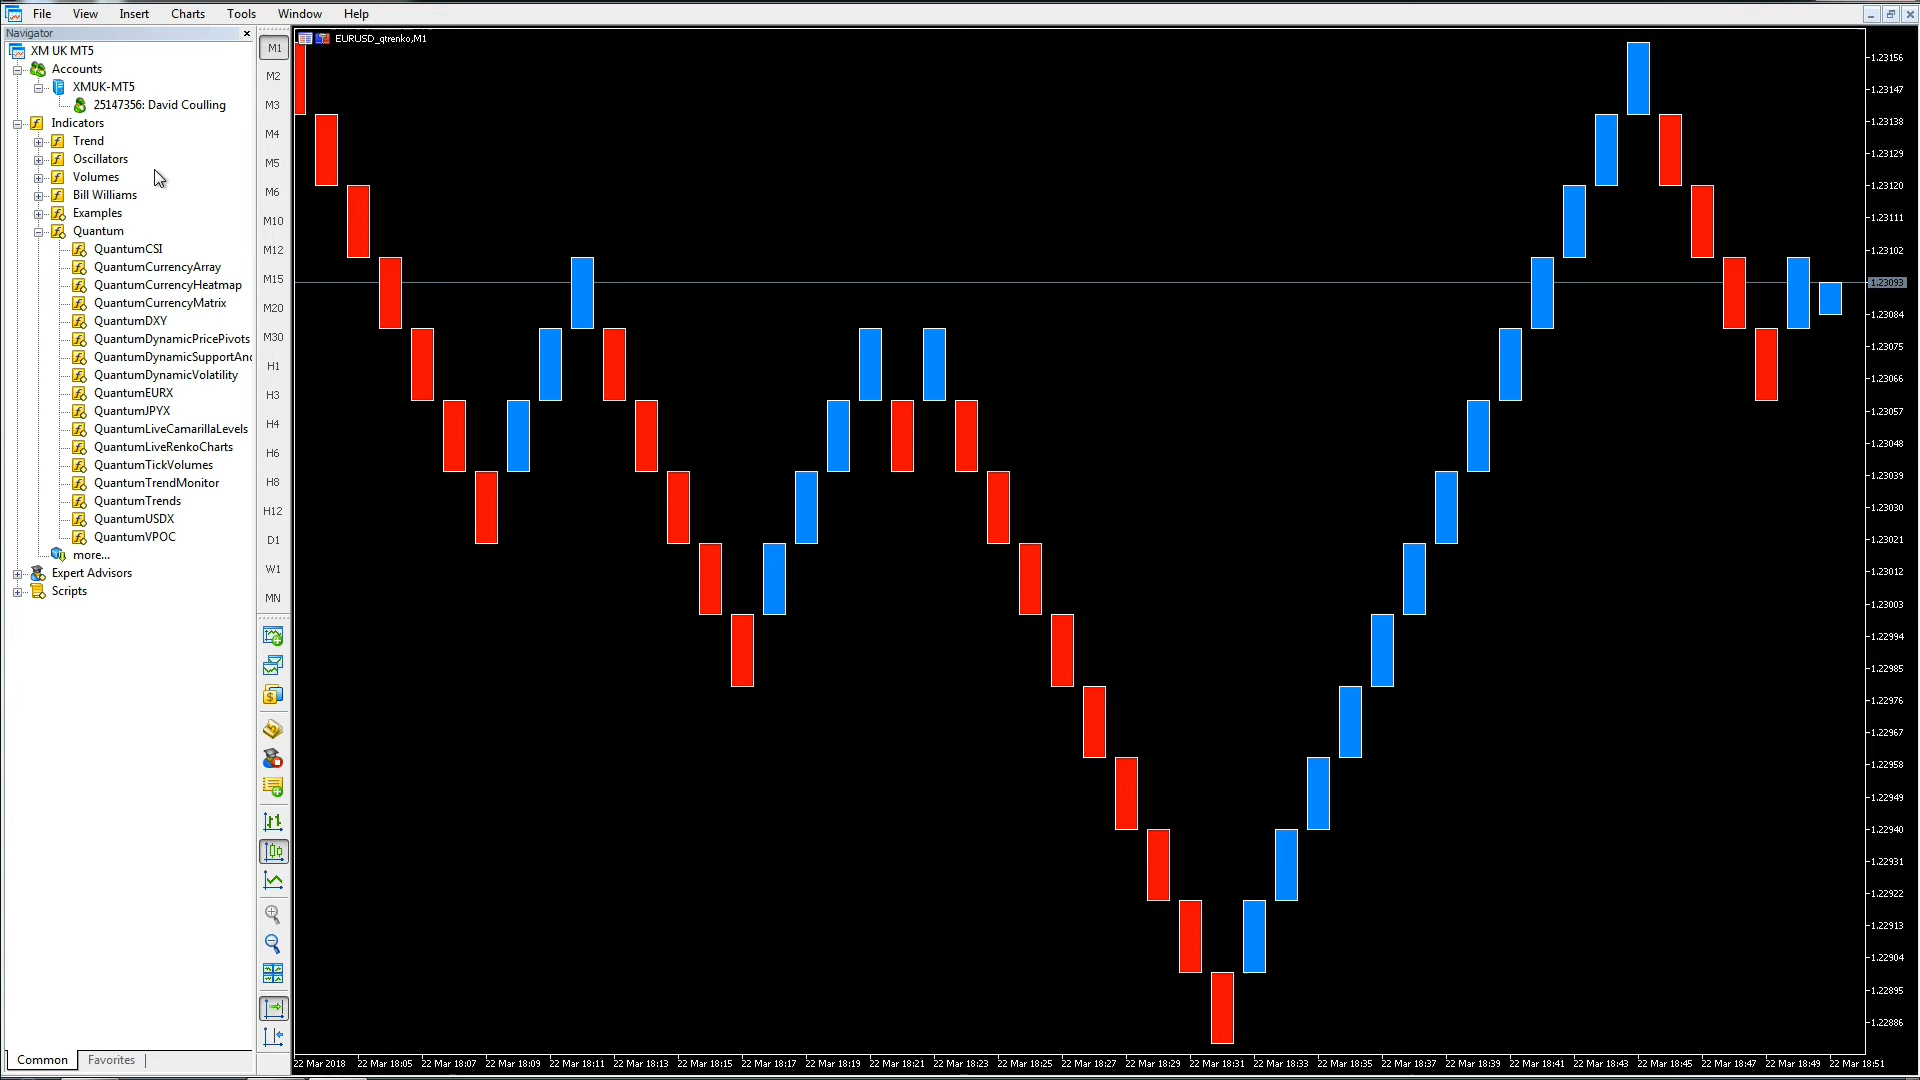 File View Insert Charts Tools Window Help
Navigator
XM UK MT5
Accounts
XMUK-MT5
25147356: David Coulling
Indicators
Trend
Oscillators
Volumes
Bill Williams
Examples
Quantum
QuantumCSI
QuantumCurrencyArray
QuantumCurrencyHeatmap
QuantumCurrencyMatrix
QuantumDXY
QuantumDynamicPricePivots
QuantumDynamicSupportAnd
QuantumDynamicVolatility
QuantumEURX
QuantumJPYX
QuantumLiveCamarillaLevels
QuantumLiveRenkoCharts
QuantumTickVolumes
QuantumTrendMonitor
QuantumTrends
QuantumUSDX
QuantumVPOC
more...
Expert Advisors
Scripts
Common Favorites
M1
M2
M3
M4
M5
M6
M10
M12
M15
M20
M30
H1
H3
H4
H6
H8
H12
D1
W1
MN
EURUSD_qtrenko,M1
1.23156
1.23147
1.23138
1.23129
1.23120
1.23111
1.23102
1.23093
1.23084
1.23075
1.23066
1.23057
1.23048
1.23039
1.23030
1.23021
1.23012
1.23003
1.22994
1.22985
1.22976
1.22967
1.22958
1.22949
1.22940
1.22931
1.22922
1.22913
1.22904
1.22895
1.22886
22 Mar 2018 22 Mar 18:05 22 Mar 18:07 22 Mar 18:09 22 Mar 18:11 22 Mar 18:13 22 Mar 18:15 22 Mar 18:17 22 Mar 18:19 22 Mar 18:21 22 Mar 18:23 22 Mar 18:25 22 Mar 18:27 22 Mar 18:29 22 Mar 18:31 22 Mar 18:33 22 Mar 18:35 22 Mar 18:37 22 Mar 18:39 22 Mar 18:41 22 Mar 18:43 22 Mar 18:45 22 Mar 18:47 22 Mar 18:49 22 Mar 18:51